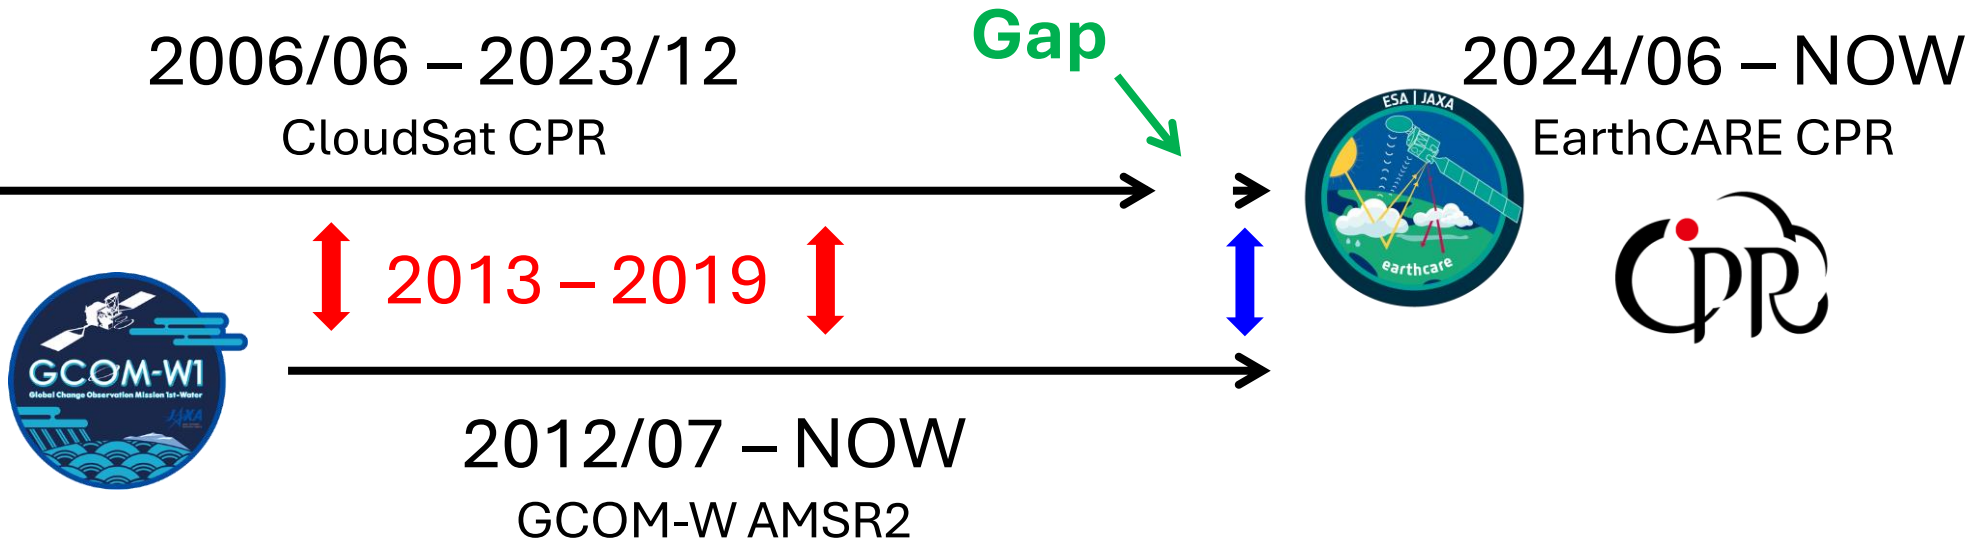 Gap
2006/06 – 2023/12
2024/06 – NOW
CloudSat CPR
EarthCARE CPR
ESA | JAXA
earthcare
CPR
2013 – 2019
GCOM-W1
Global Change Observation Mission 1st-Water
JAXA
2012/07 – NOW
GCOM-W AMSR2